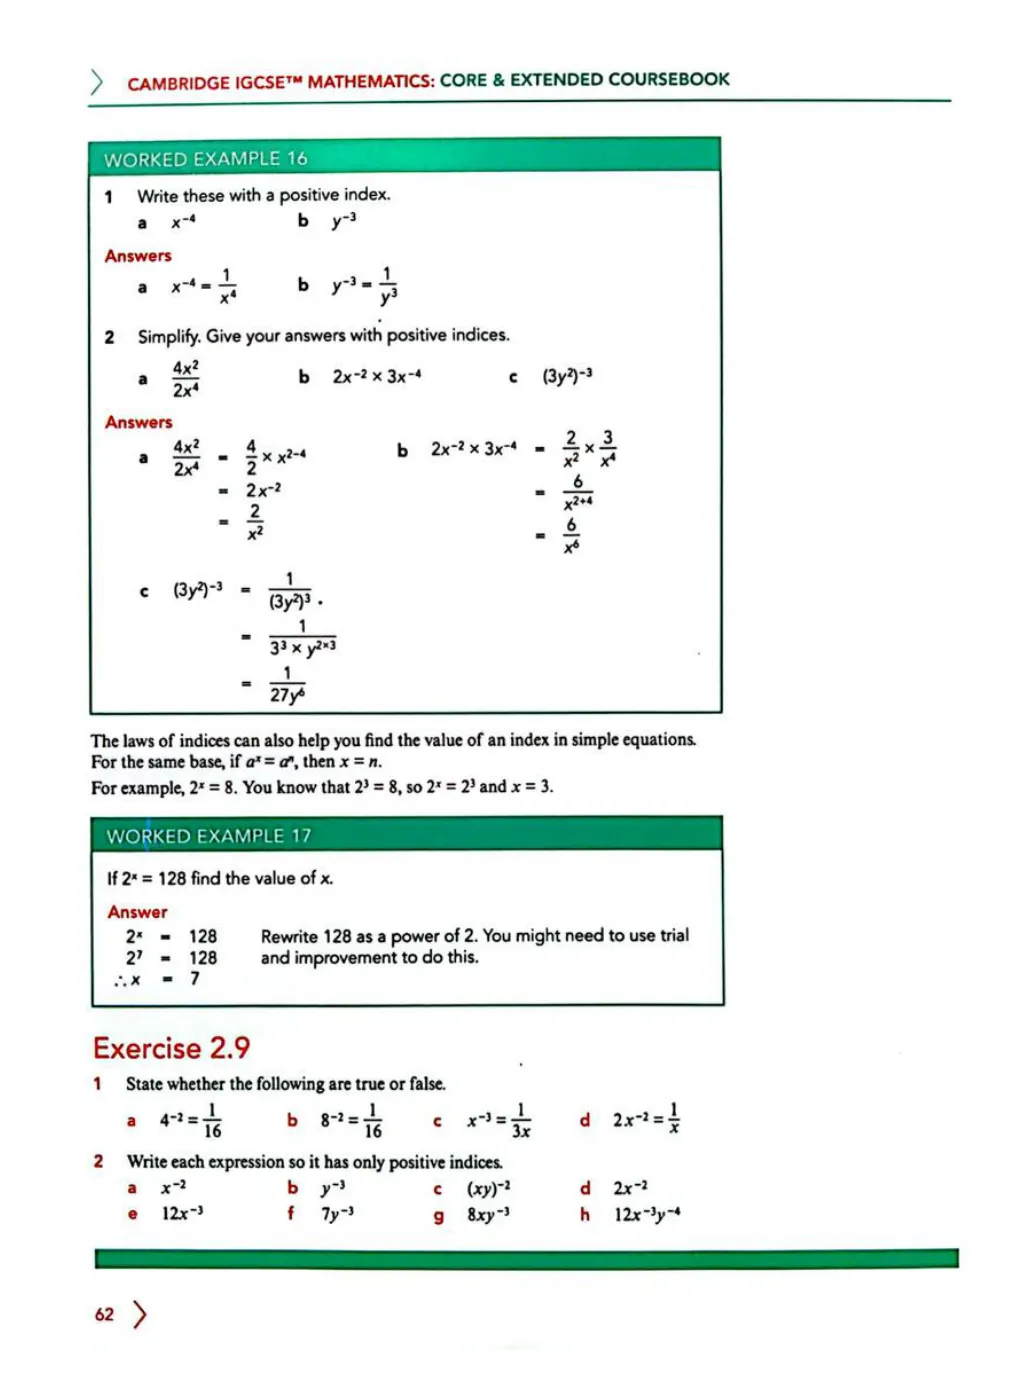 CAMBRIDGE IGCSE™ MATHEMATICS: CORE & EXTENDED COURSEBOOK
WORKED EXAMPLE 16
1 Write these with a positive index.
a x⁻⁴ b y⁻³
Answers
a x⁻⁴ = 1/x⁴ b y⁻³ = 1/y³
2 Simplify. Give your answers with positive indices.
a 4x²/2x⁴ b 2x⁻² × 3x⁻⁴ c (3y²)⁻³
Answers
a 4x²/2x⁴ = 4/2 × x²⁻⁴ b 2x⁻² × 3x⁻⁴ = 2/x² × 3/x⁴
= 2x⁻² = 6/x²⁺⁴
= 2/x² = 6/x⁶
c (3y²)⁻³ = 1/(3y²)³ .
= 1/(3³ × y²ˣ³)
= 1/27y⁶
The laws of indices can also help you find the value of an index in simple equations.
For the same base, if aˣ = aⁿ, then x = n.
For example, 2ˣ = 8. You know that 2³ = 8, so 2ˣ = 2³ and x = 3.
WORKED EXAMPLE 17
If 2ˣ = 128 find the value of x.
Answer
2ˣ = 128 Rewrite 128 as a power of 2. You might need to use trial
2⁷ = 128 and improvement to do this.
∴ x = 7
Exercise 2.9
1 State whether the following are true or false.
a 4⁻² = 1/16 b 8⁻² = 1/16 c x⁻³ = 1/3x d 2x⁻² = 1/x
2 Write each expression so it has only positive indices.
a x⁻² b y⁻³ c (xy)⁻² d 2x⁻²
e 12x⁻³ f 7y⁻³ g 8xy⁻³ h 12x⁻³y⁻⁴
62